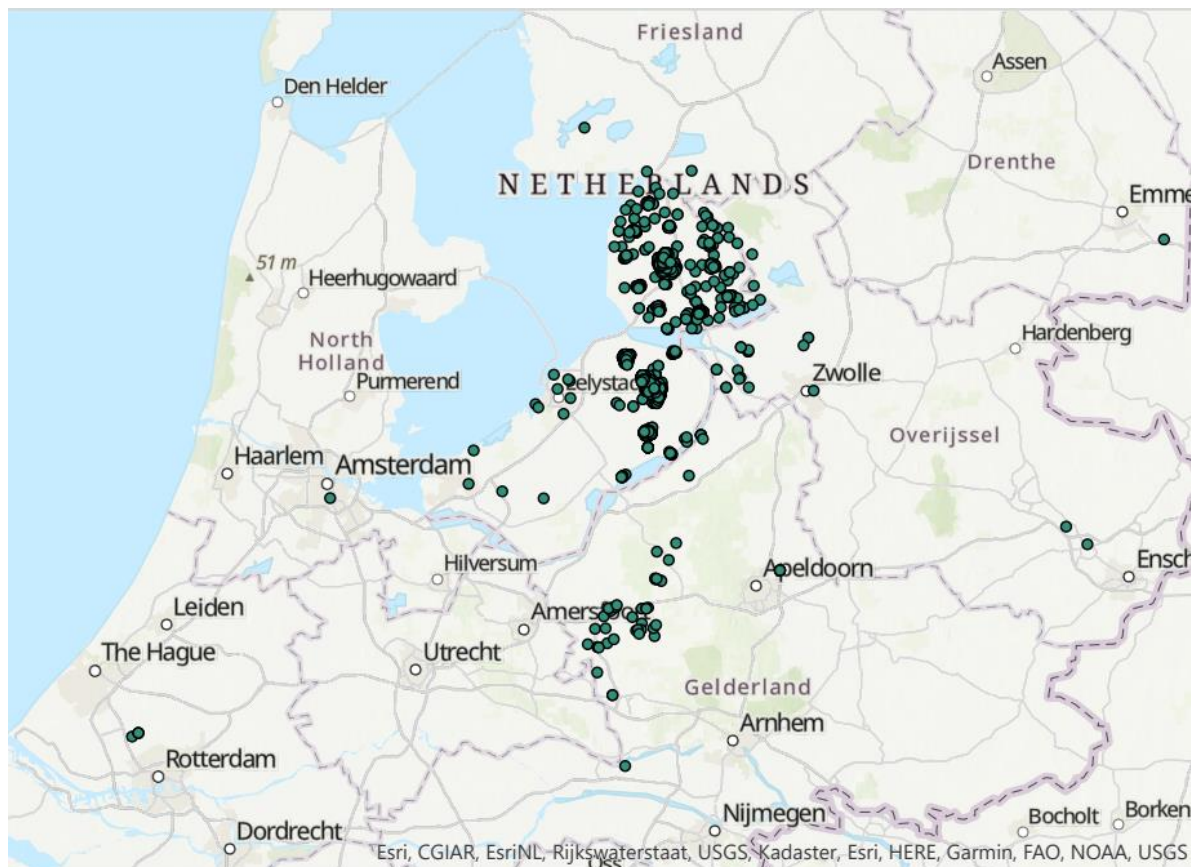 Friesland
Assen
Den Helder
Drenthe
NETHERLANDS
Emme
51 m
Heerhugowaard
Hardenberg
North
Holland
Purmerend
Zwolle
Overijssel
Haarlem
Amsterdam
Hilversum
Apeldoorn
Ensch
Leiden
The Hague
Utrecht
Gelderland
Arnhem
Rotterdam
Nijmegen
Bocholt
Borken
Dordrecht
Esri, CGIAR, EsriNL, Rijkswaterstaat, USGS, Kadaster, Esri, HERE, Garmin, FAO, NOAA, USGS